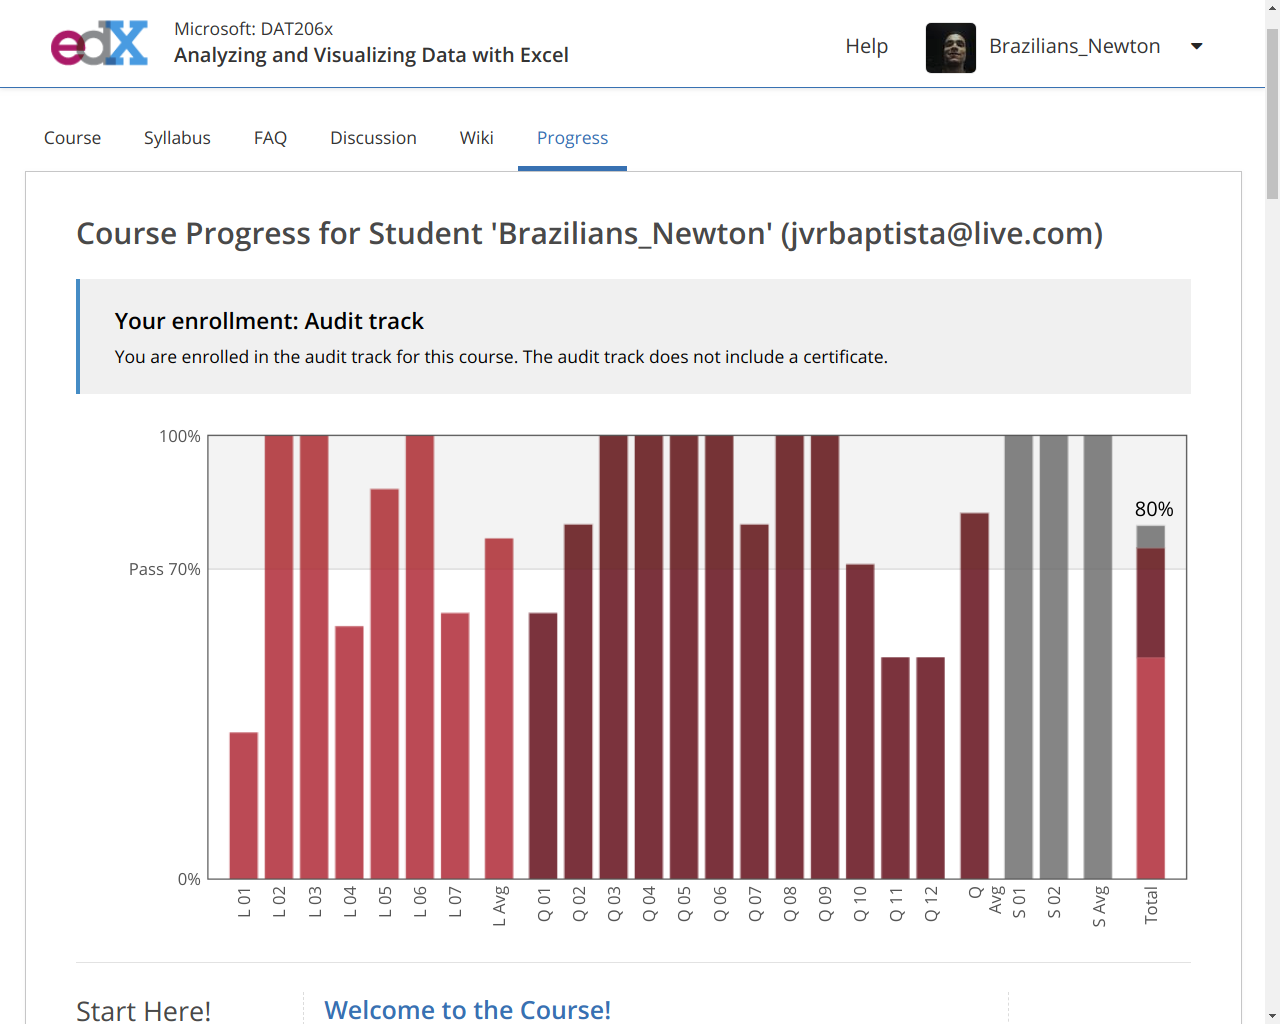 edX
Microsoft: DAT206x
Analyzing and Visualizing Data with Excel
Help
Brazilians_Newton
Course
Syllabus
FAQ
Discussion
Wiki
Progress
Course Progress for Student 'Brazilians_Newton' (jvrbaptista@live.com)
Your enrollment: Audit track
You are enrolled in the audit track for this course. The audit track does not include a certificate.
100%
80%
Pass 70%
0%
L 01
L 02
L 03
L 04
L 05
L 06
L 07
L Avg
Q 01
Q 02
Q 03
Q 04
Q 05
Q 06
Q 07
Q 08
Q 09
Q 10
Q 11
Q 12
Q
Avg
S 01
S 02
S Avg
Total
Start Here!
Welcome to the Course!